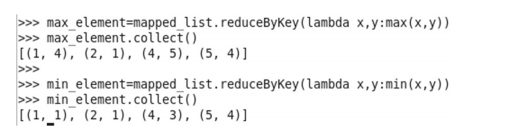 >>> max_element=mapped_list.reduceByKey(lambda x,y:max(x,y))
>>> max_element.collect()
[(1, 4), (2, 1), (4, 5), (5, 4)]
>>>
>>> min_element=mapped_list.reduceByKey(lambda x,y:min(x,y))
>>> min_element.collect()
[(1, 1), (2, 1), (4, 3), (5, 4)]